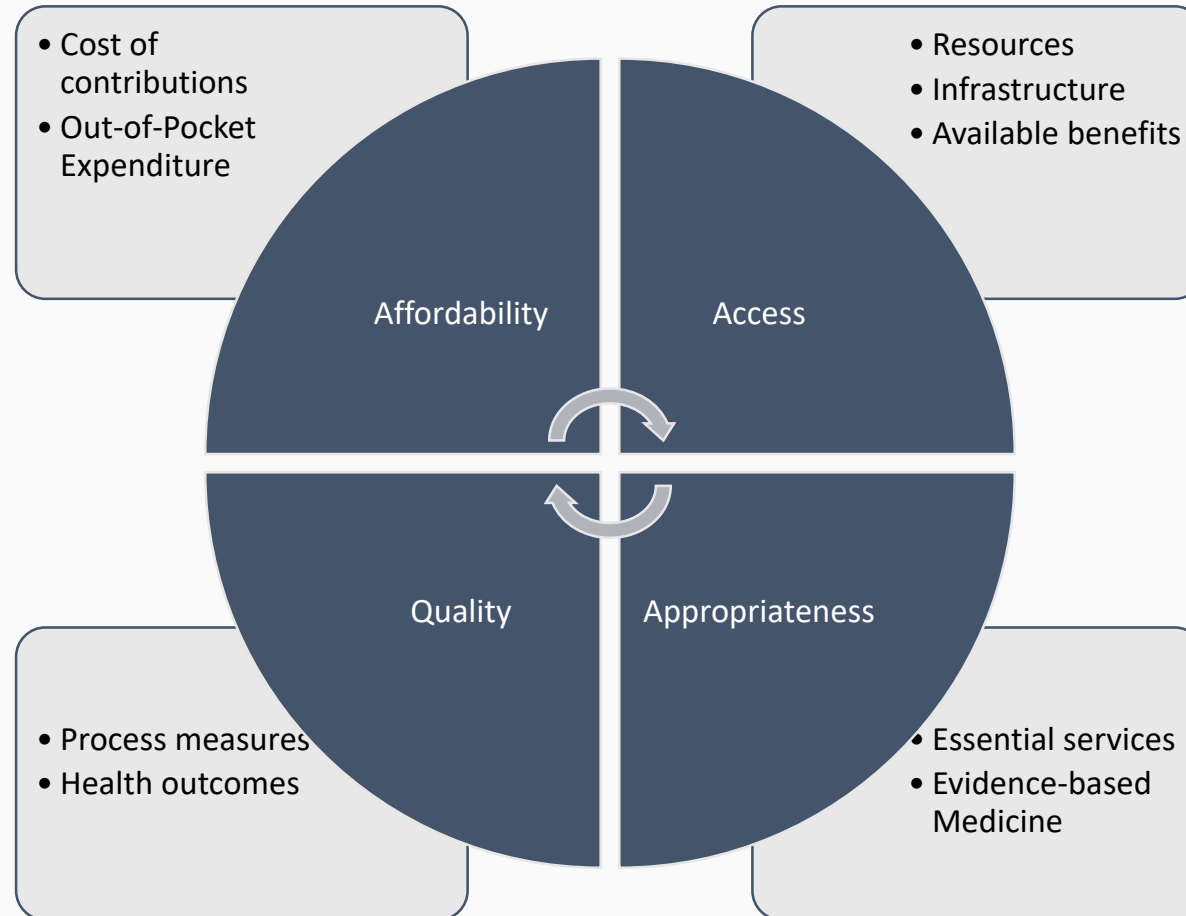 • Cost of
contributions
• Out-of-Pocket
Expenditure
• Resources
• Infrastructure
• Available benefits
Affordability
Access
Quality
Appropriateness
• Process measures
• Health outcomes
• Essential services
• Evidence-based
Medicine